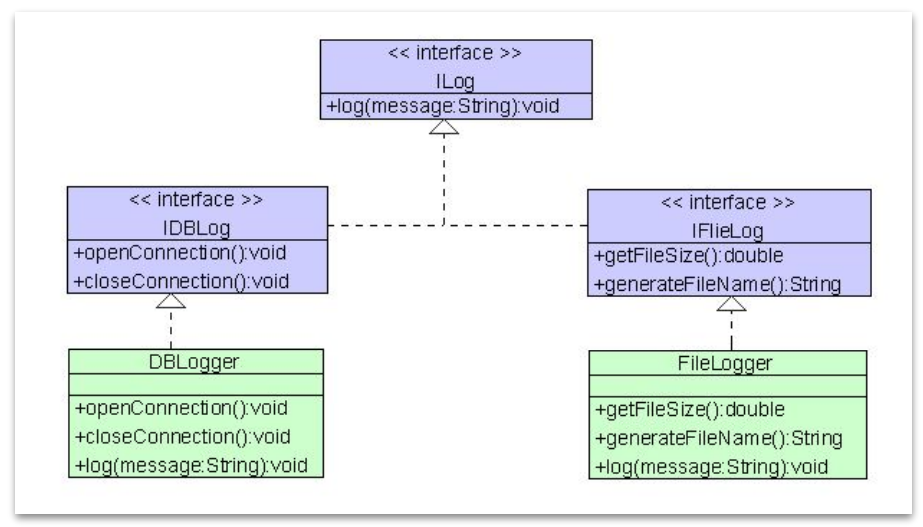 << interface >>
ILog
+log(message:String):void
<< interface >>
IDBLog
+openConnection():void
+closeConnection():void
<< interface >>
IFlieLog
+getFileSize():double
+generateFileName():String
DBLogger
+openConnection():void
+closeConnection():void
+log(message:String):void
FileLogger
+getFileSize():double
+generateFileName():String
+log(message:String):void